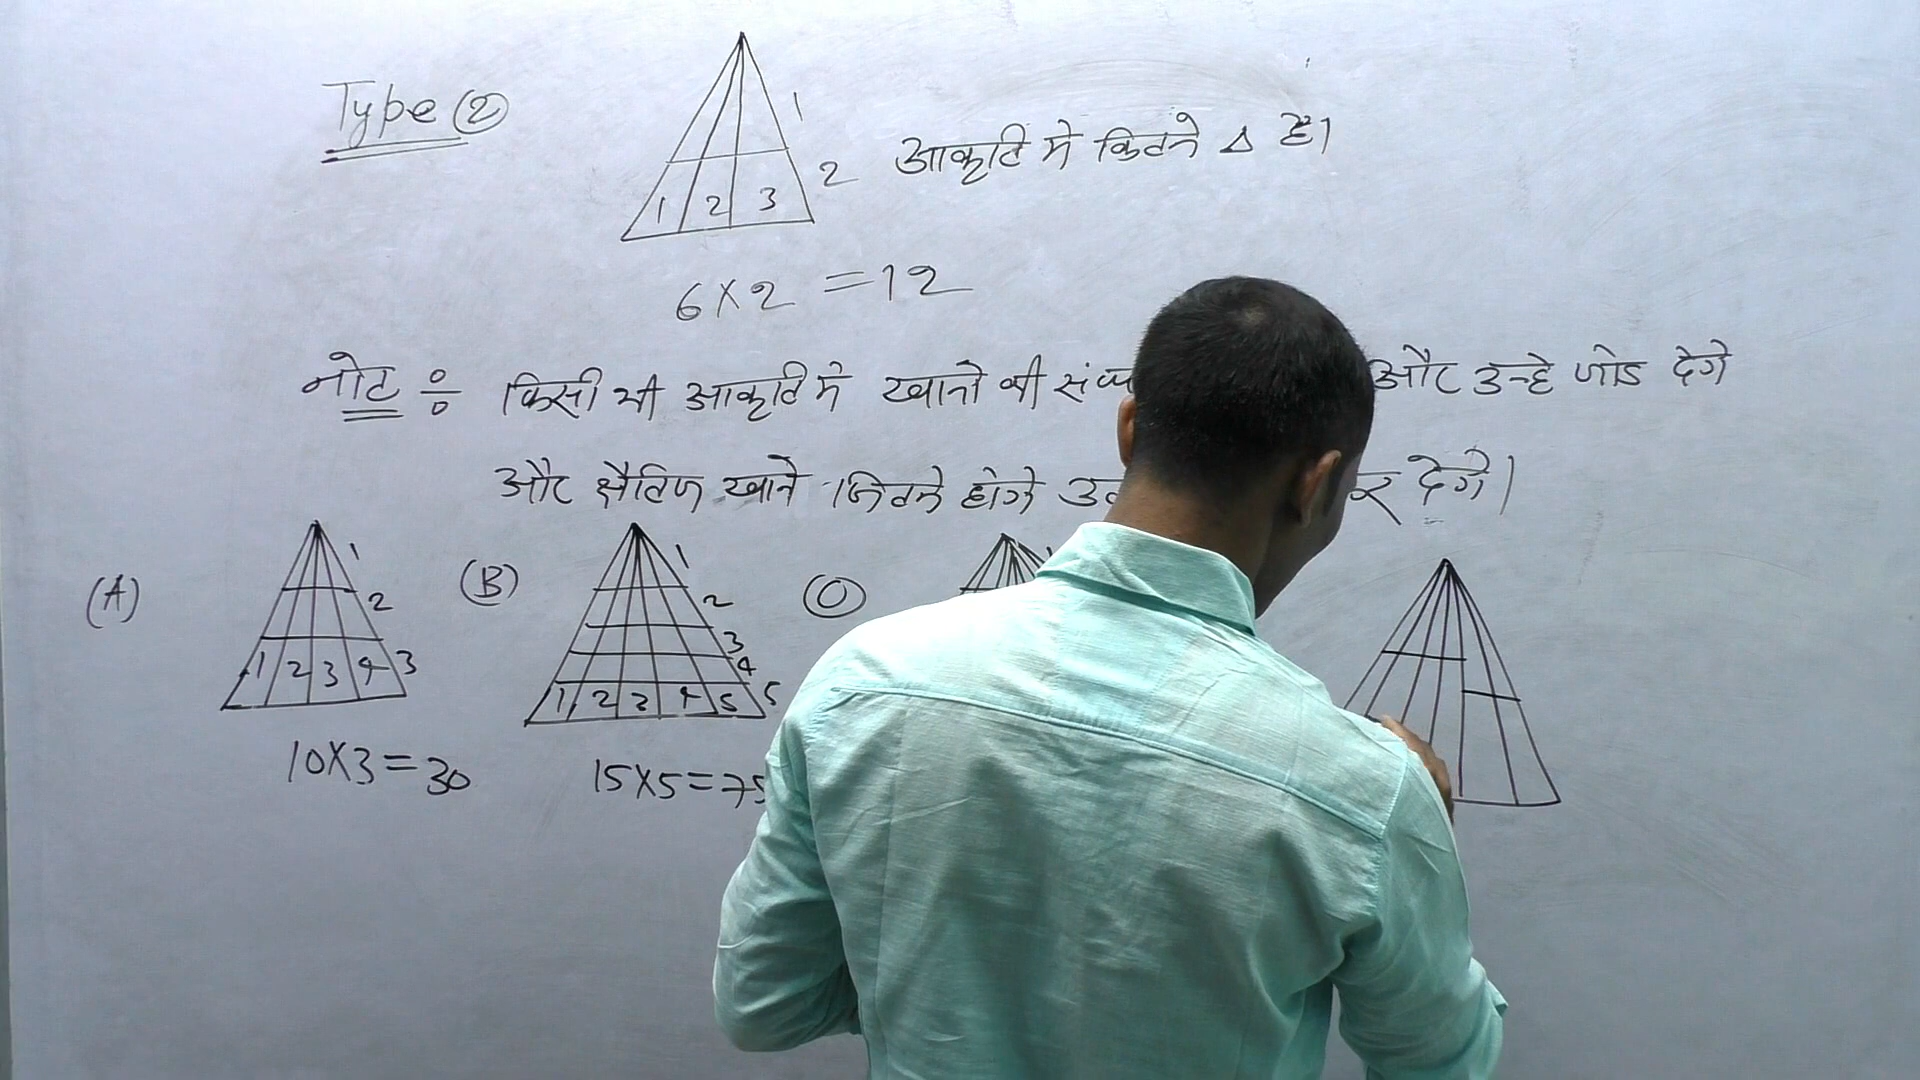 Type (2)
1
2 आकृति मे कितने Δ है।
1 2 3
6×2 =12
नोट ÷ किसी भी आकृति मे खानो की और उन्हे जोड देगे
और क्षैतिज खाने जितने होगे देगे।
(A) 1
2
1 2 3 4 3
10×3=30
(B) 1
2
3
4
1 2 3 4 5 5
15×5=75